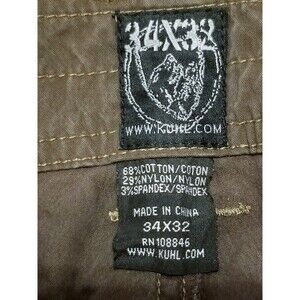 34X32
WWW.KUHL.COM
68%COTTON/COTON
29%NYLON/NYLON
3%SPANDEX/SPANDEX
MADE IN CHINA
34X32
RN108846
WWW.KUHL.COM